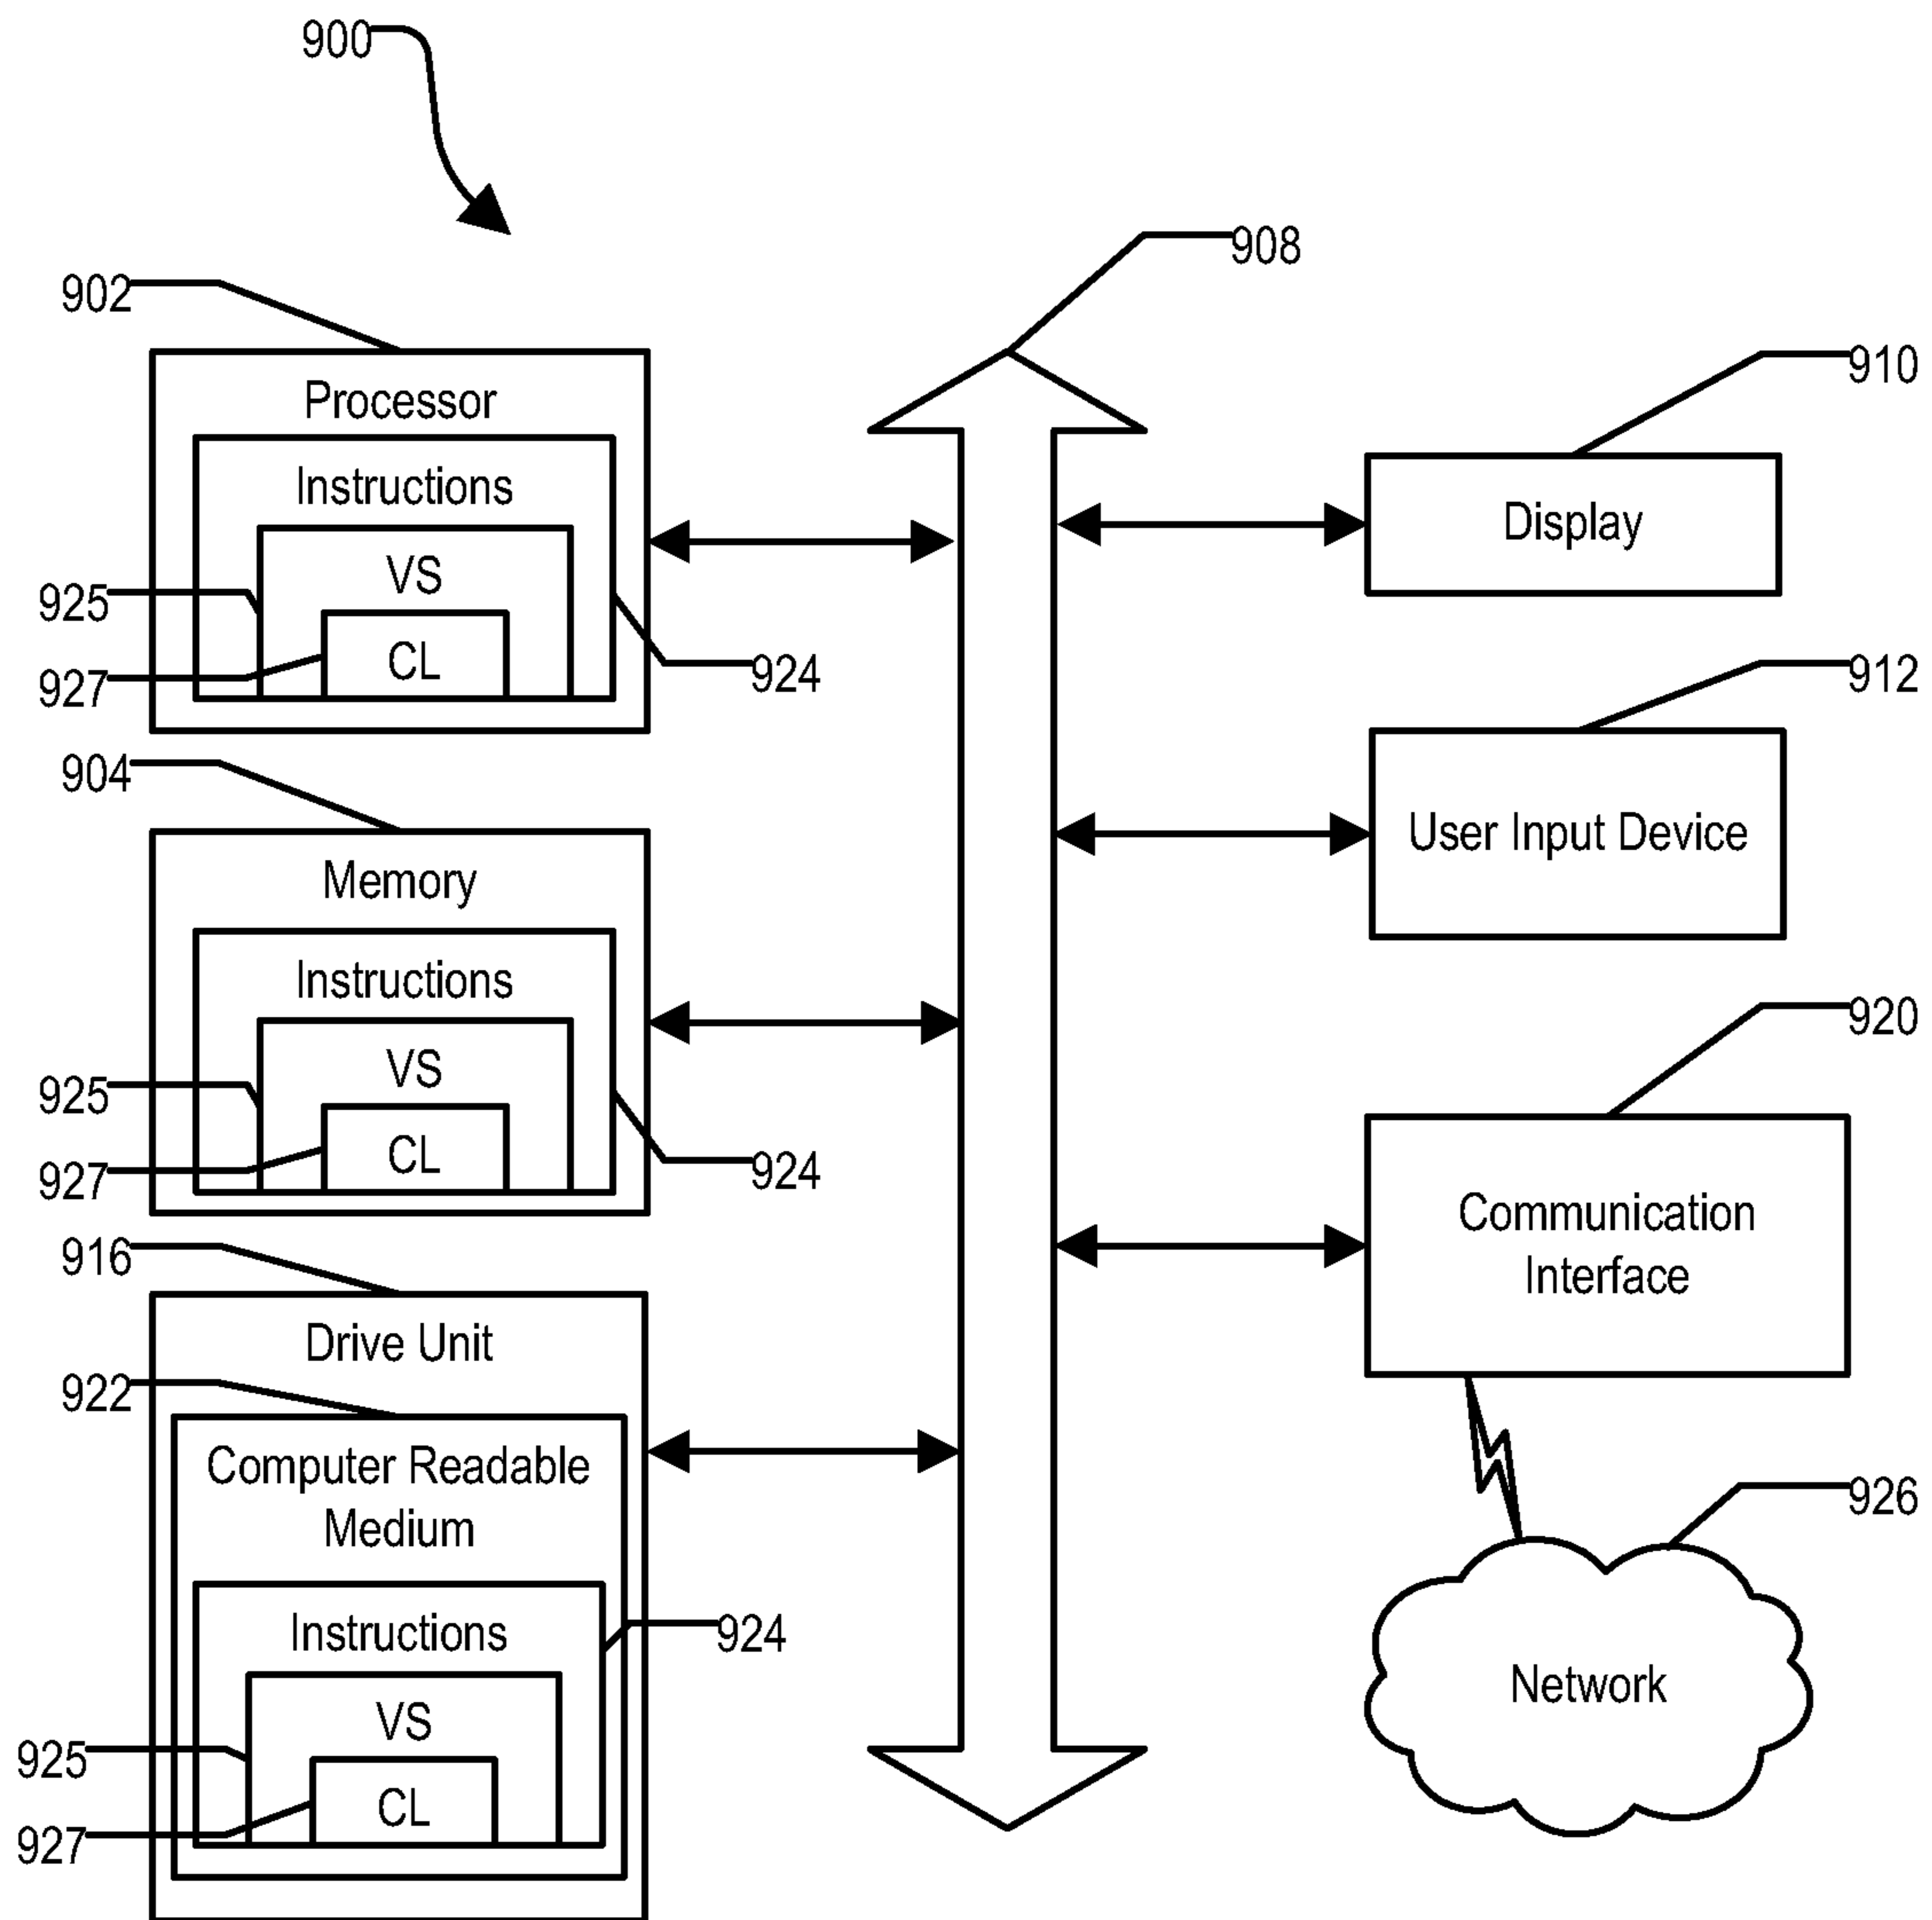 900
908
902
910
Processor
Instructions
Display
VS
925
CL
927
924
912
904
User Input Device
Memory
Instructions
920
VS
925
CL
927
924
Communication
Interface
916
Drive Unit
922
Computer Readable
Medium
926
Instructions
924
Network
VS
925
CL
927